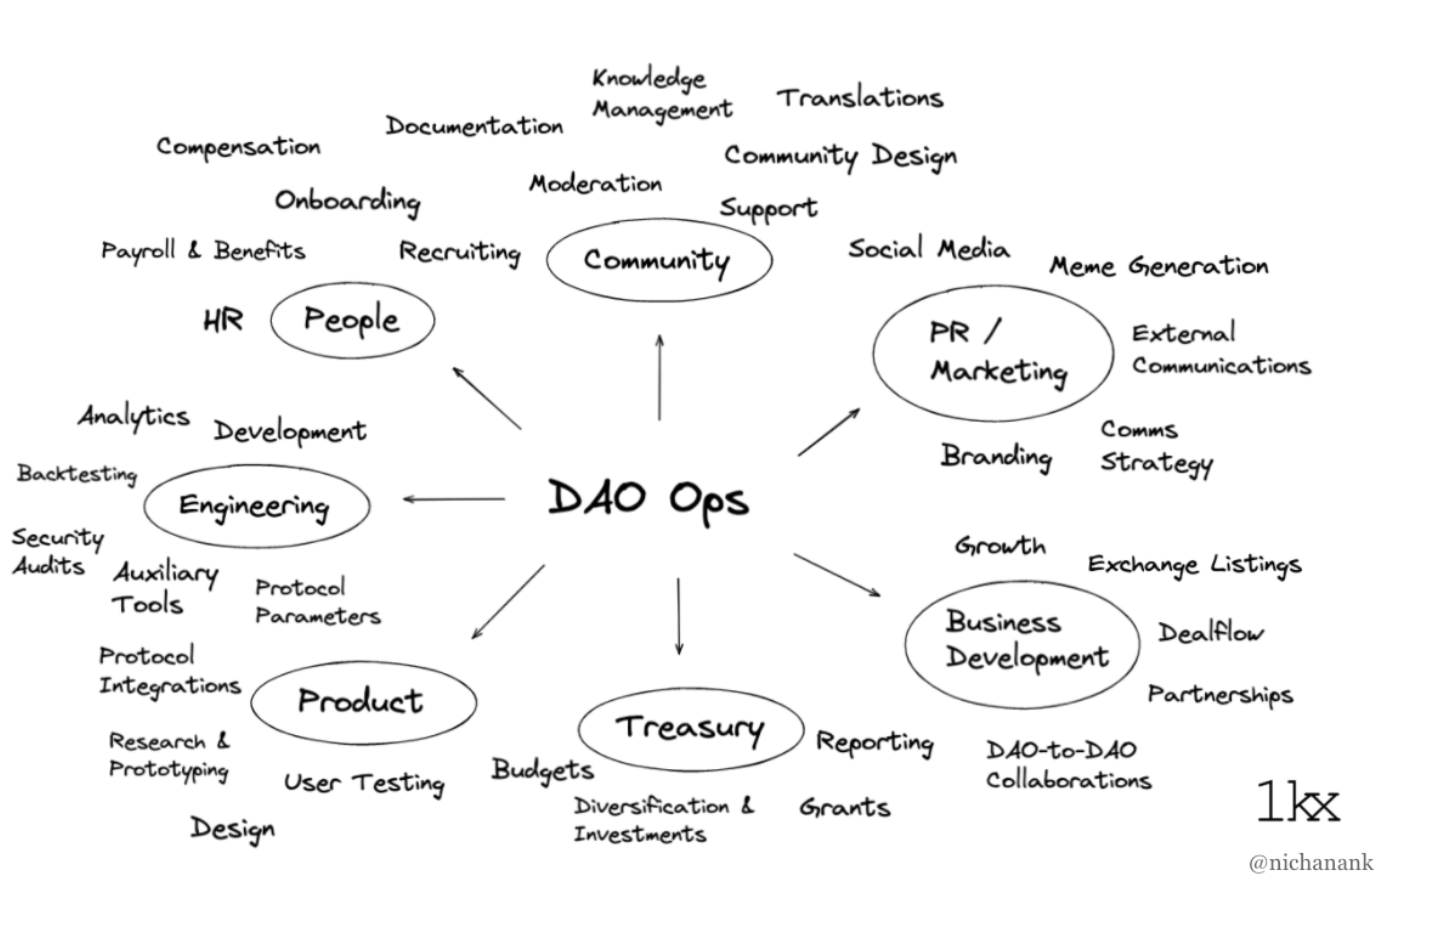 Knowledge
Management
Translations
Documentation
Compensation
Community Design
Moderation
Onboarding
Support
Payroll & Benefits
Recruiting
Community
Social Media
Meme Generation
HR
People
PR /
Marketing
External
Communications
Analytics
Development
Comms
Strategy
Branding
Backtesting
Engineering
DAO Ops
Security
Audits
Auxiliary
Tools
Protocol
Parameters
Growth
Exchange Listings
Business
Development
Dealflow
Partnerships
Protocol
Integrations
Product
Treasury
Reporting
Research &
Prototyping
User Testing
Budgets
DAO-to-DAO
Collaborations
Design
Diversification &
Investments
Grants
1kx
@nichanank